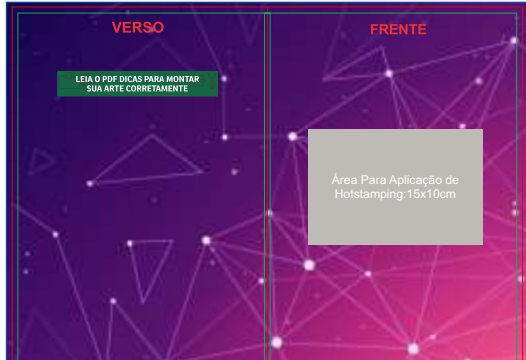 VERSO
FRENTE
LEIA O PDF DICAS PARA MONTAR
SUA ARTE CORRETAMENTE
Área Para Aplicação de
Hotstamping:15x10cm